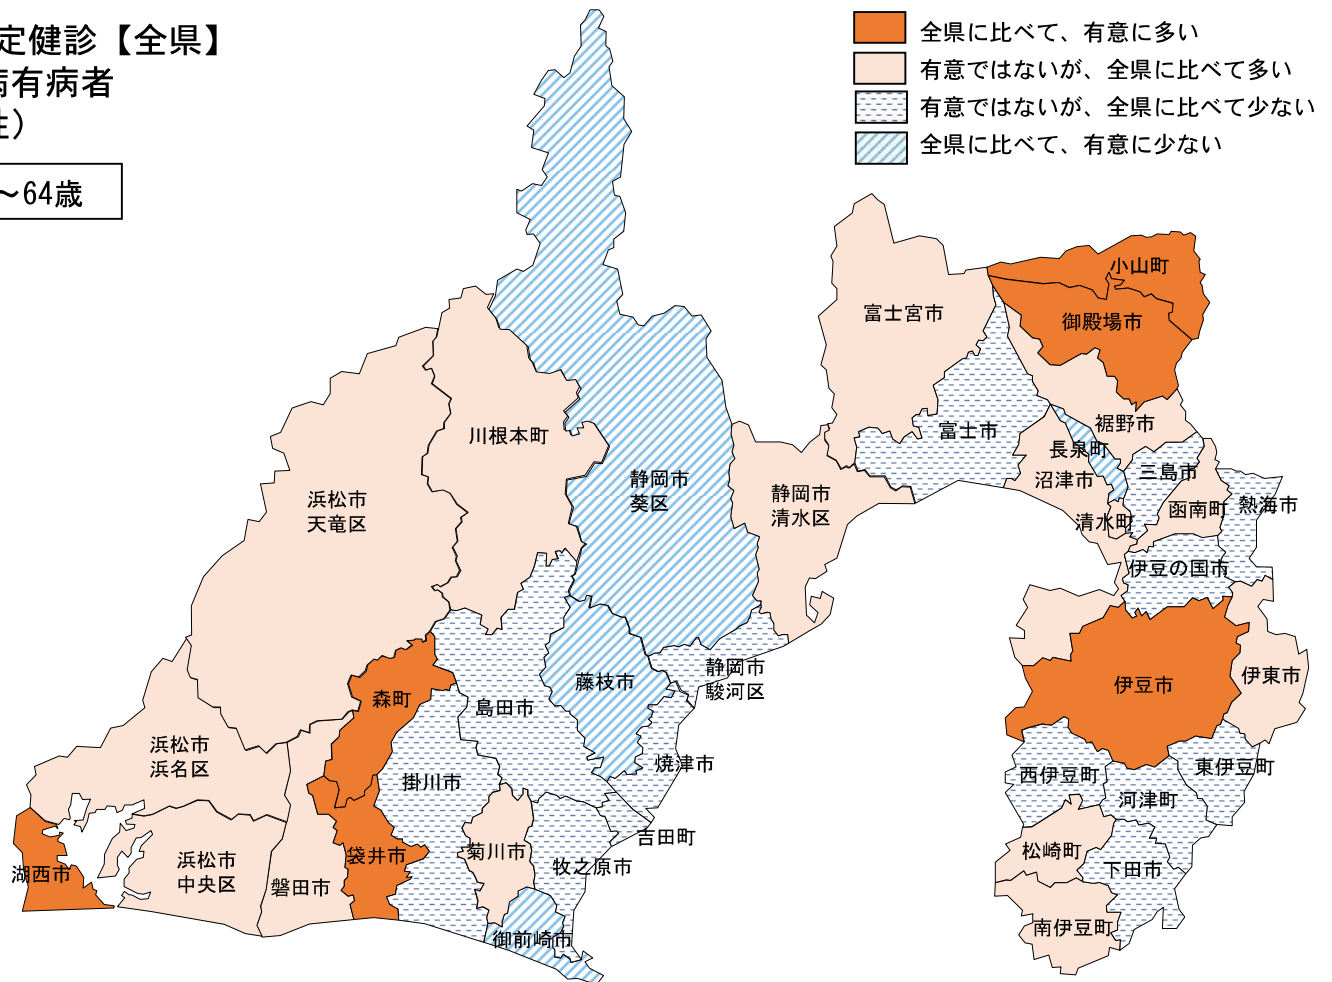 定健診【全県】
病有病者
性）
～64歳
全県に比べて、有意に多い
有意ではないが、全県に比べて多い
有意ではないが、全県に比べて少ない
全県に比べて、有意に少ない
小山町
御殿場市
富士宮市
富士市
裾野市
長泉町
沼津市
三島市
清水町
函南町
熱海市
伊豆の国市
川根本町
静岡市
葵区
静岡市
清水区
浜松市
天竜区
伊豆市
伊東市
森町
藤枝市
静岡市
駿河区
島田市
浜松市
浜名区
掛川市
焼津市
西伊豆町
東伊豆町
河津町
吉田町
湖西市
浜松市
中央区
磐田市
袋井市
菊川市
牧之原市
松崎町
下田市
御前崎市
南伊豆町